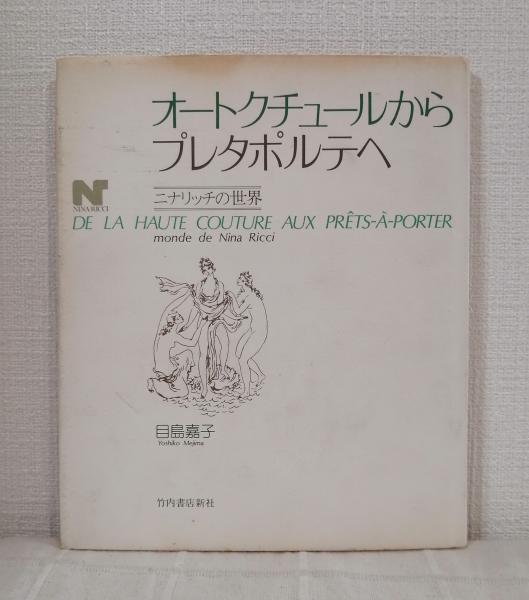 オートクチュールから
プレタポルテへ
NINA RICCI
ニナリッチの世界
DE LA HAUTE COUTURE AUX PRÊTS-À-PORTER
monde de Nina Ricci
目島嘉子
Yoshiko Mejima
竹内書店新社